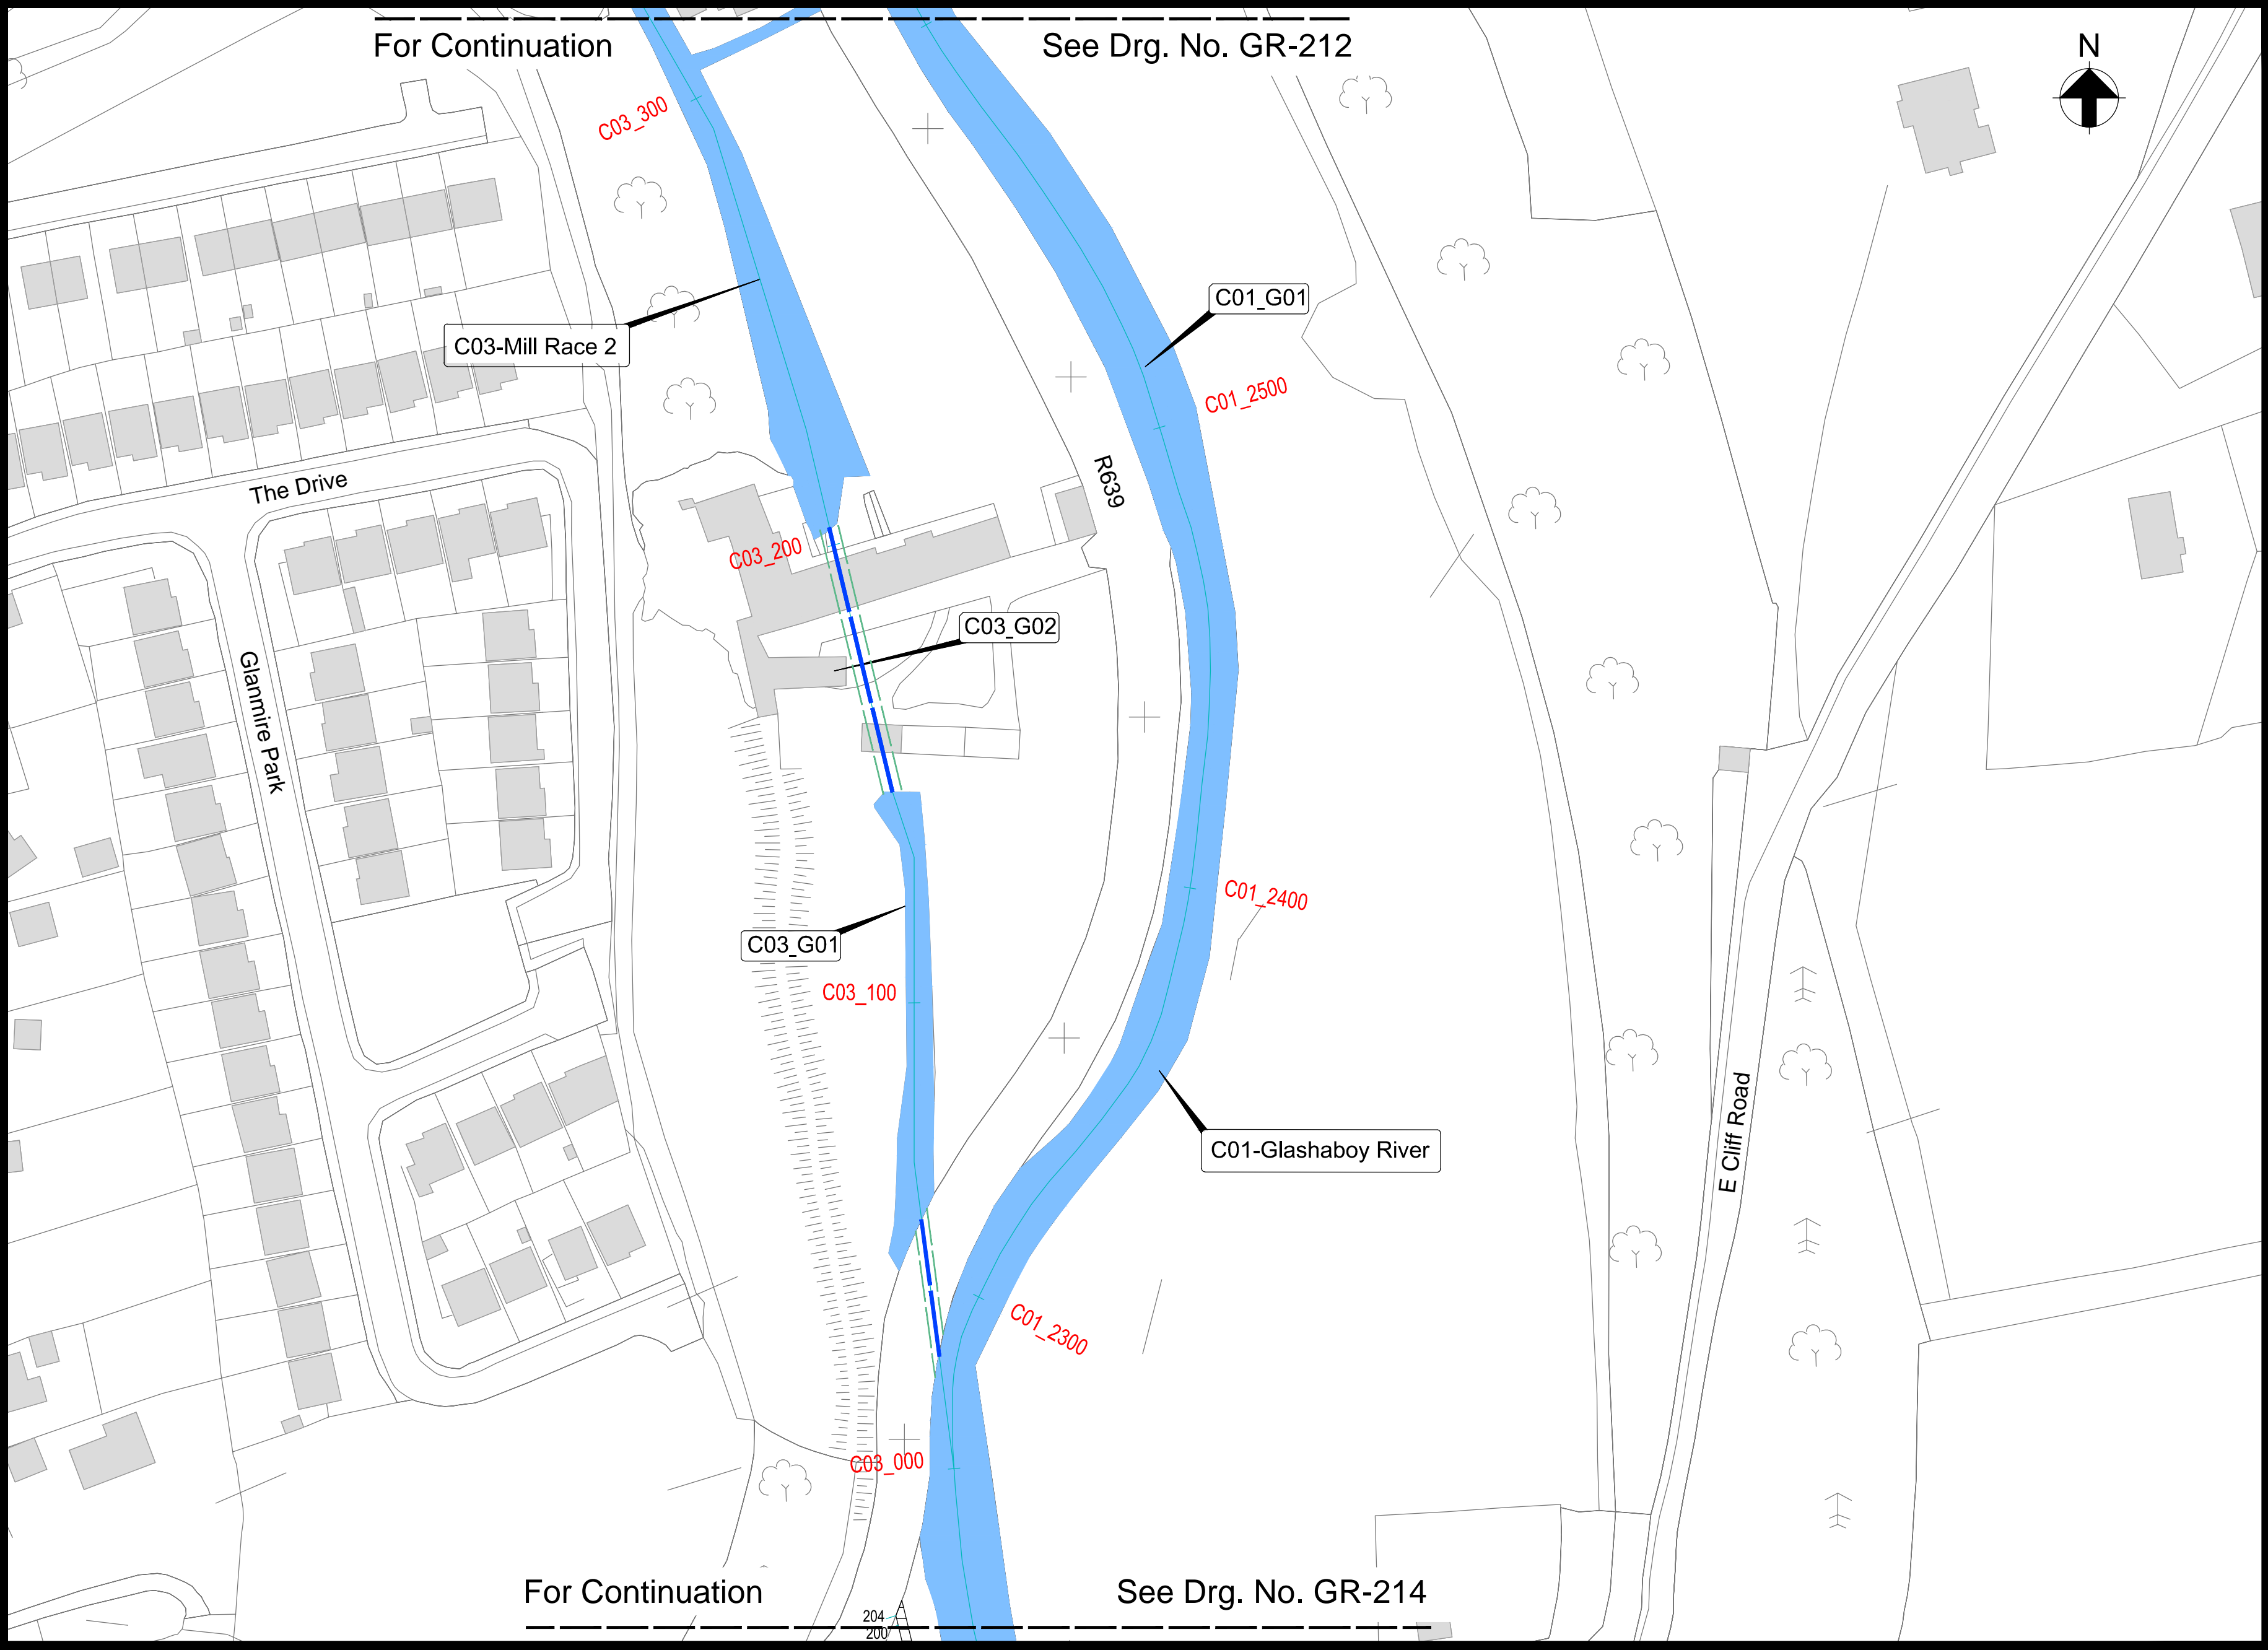 For Continuation
See Drg. No. GR-212
N
C03_300
C01_G01
C03-Mill Race 2
C01_2500
R639
The Drive
C03_200
C03_G02
Glanmire Park
C01_2400
C03_G01
C03_100
E Cliff Road
C01-Glashaboy River
C01_2300
C03_000
For Continuation
See Drg. No. GR-214
204
200